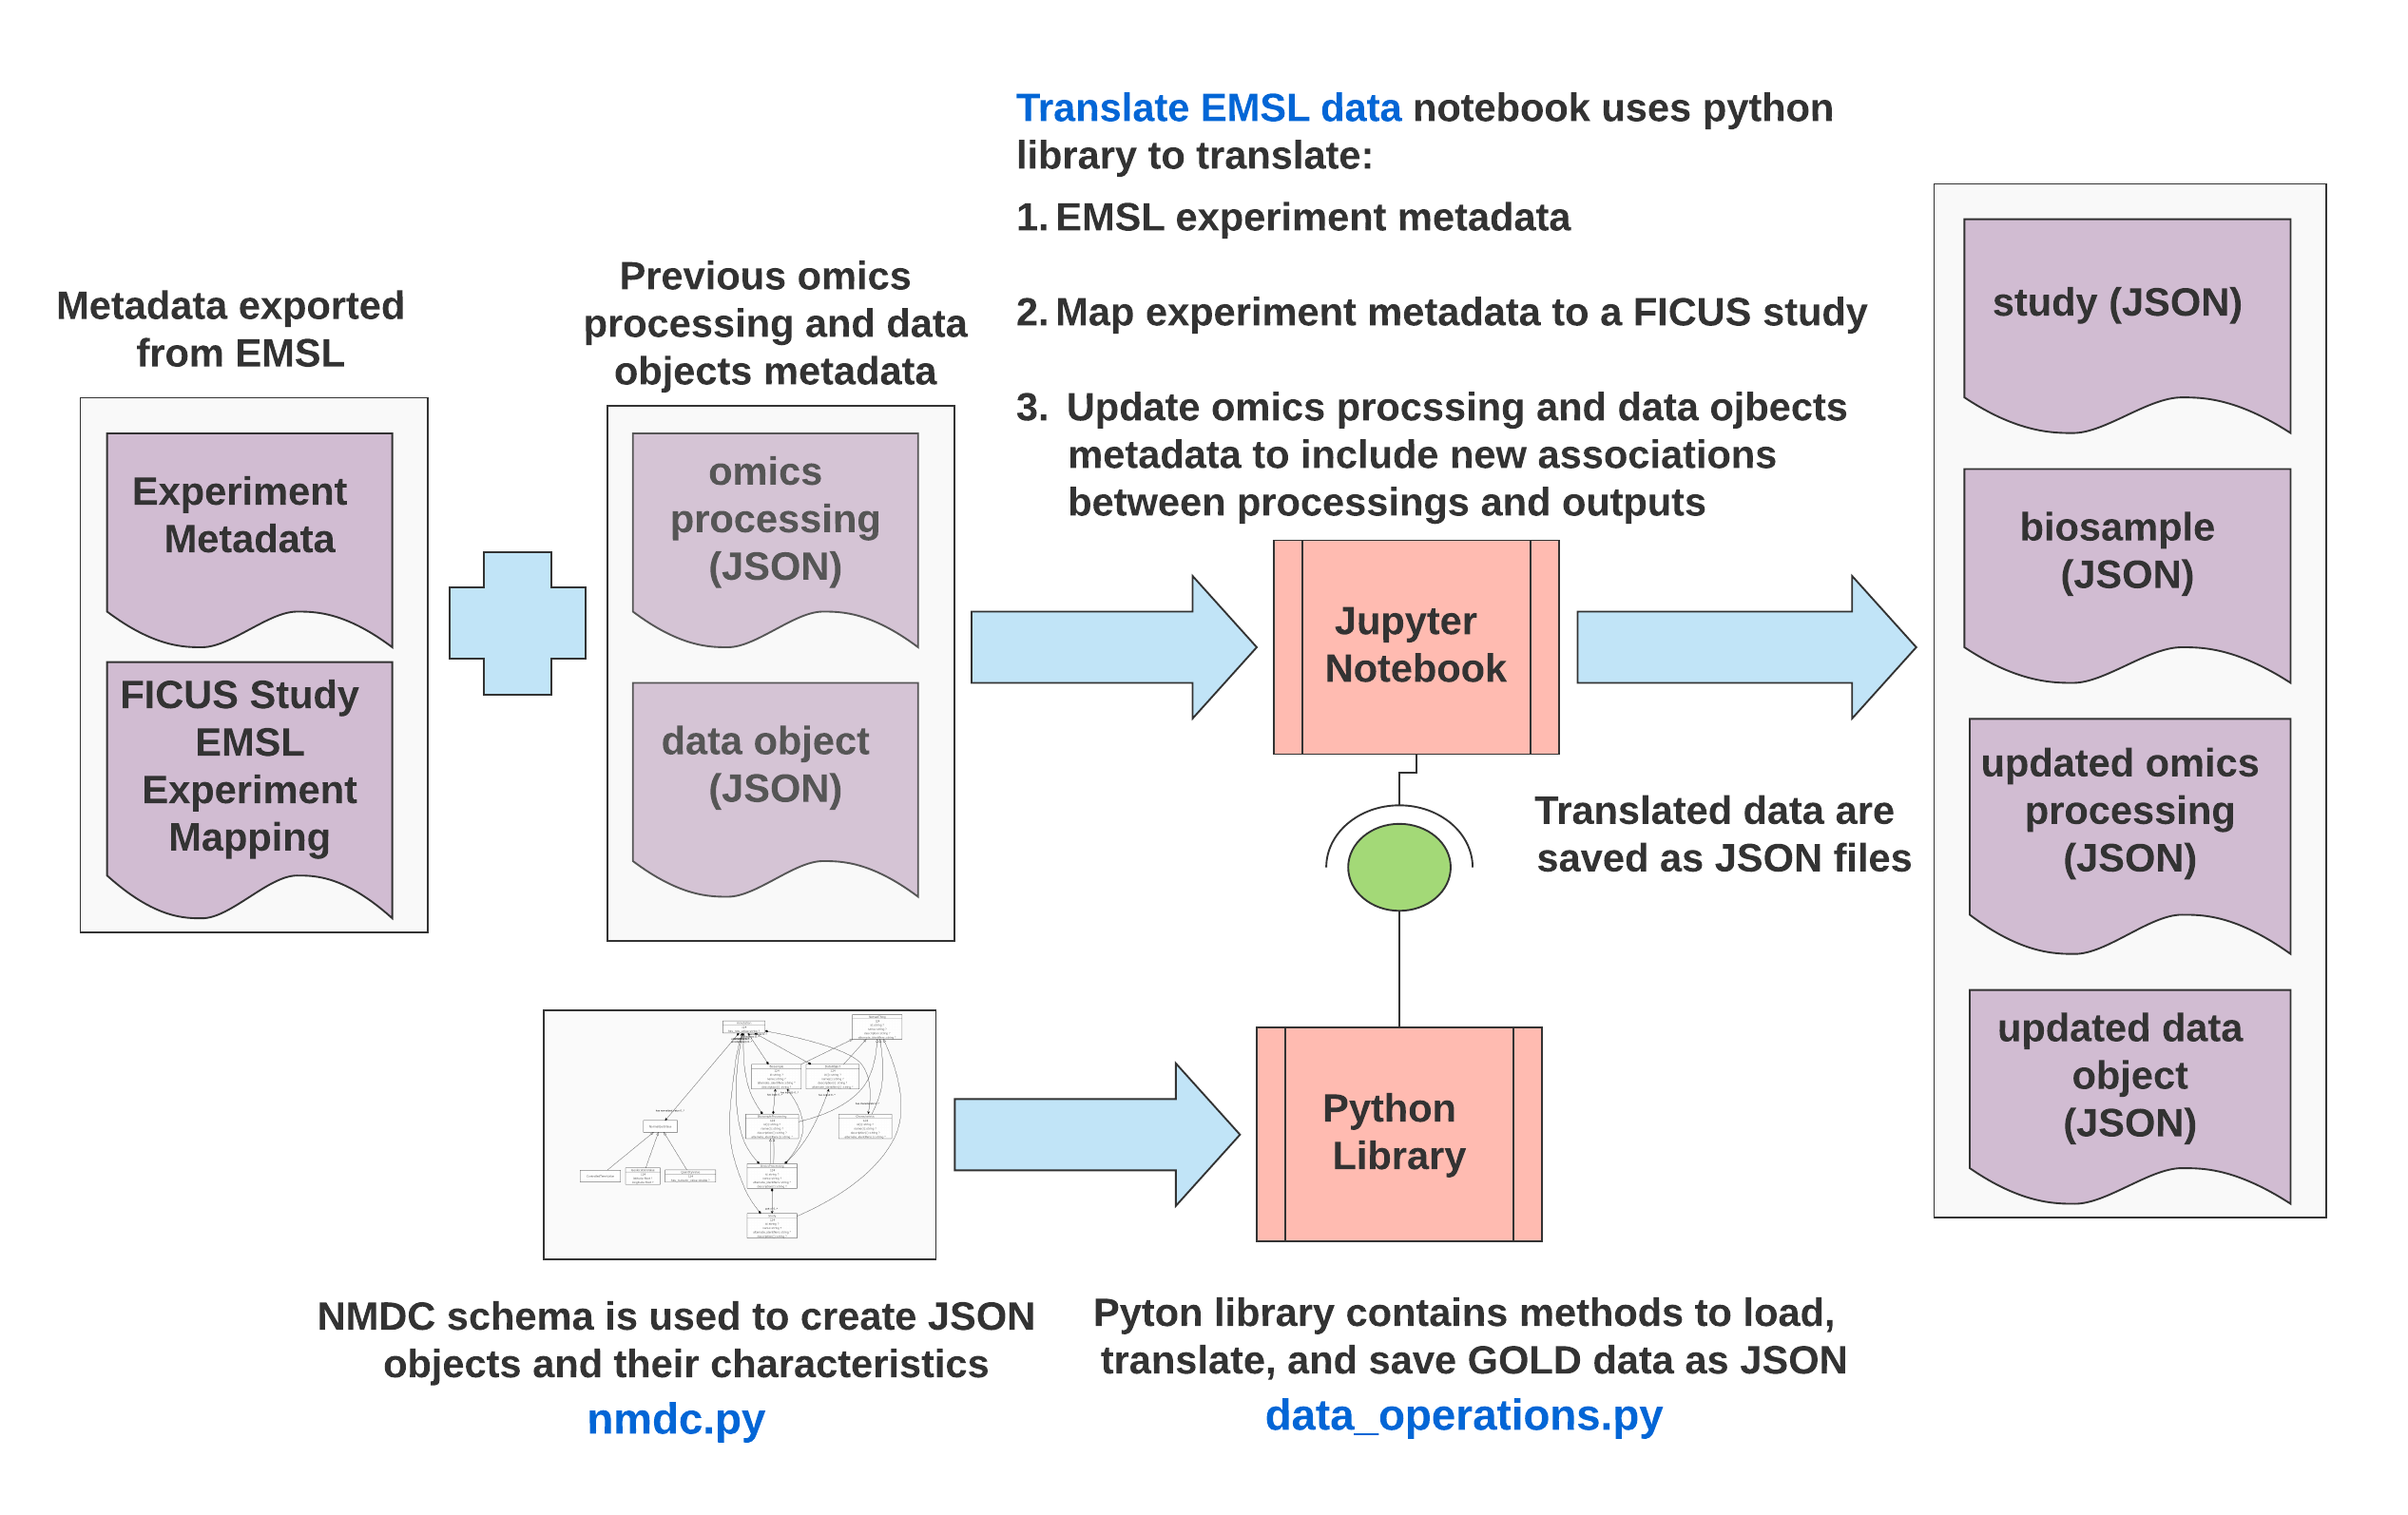 Translate EMSL data notebook uses python
library to translate:
1. EMSL experiment metadata
2. Map experiment metadata to a FICUS study
3. Update omics procssing and data ojbects
metadata to include new associations
between processings and outputs
Metadata exported
from EMSL
Experiment
Metadata
FICUS Study
EMSL
Experiment
Mapping
Previous omics
processing and data
objects metadata
omics
processing
(JSON)
data object
(JSON)
Jupyter
Notebook
Translated data are
saved as JSON files
study (JSON)
biosample
(JSON)
updated omics
processing
(JSON)
updated data
object
(JSON)
Python
Library
NMDC schema is used to create JSON
objects and their characteristics
nmdc.py
Pyton library contains methods to load,
translate, and save GOLD data as JSON
data_operations.py